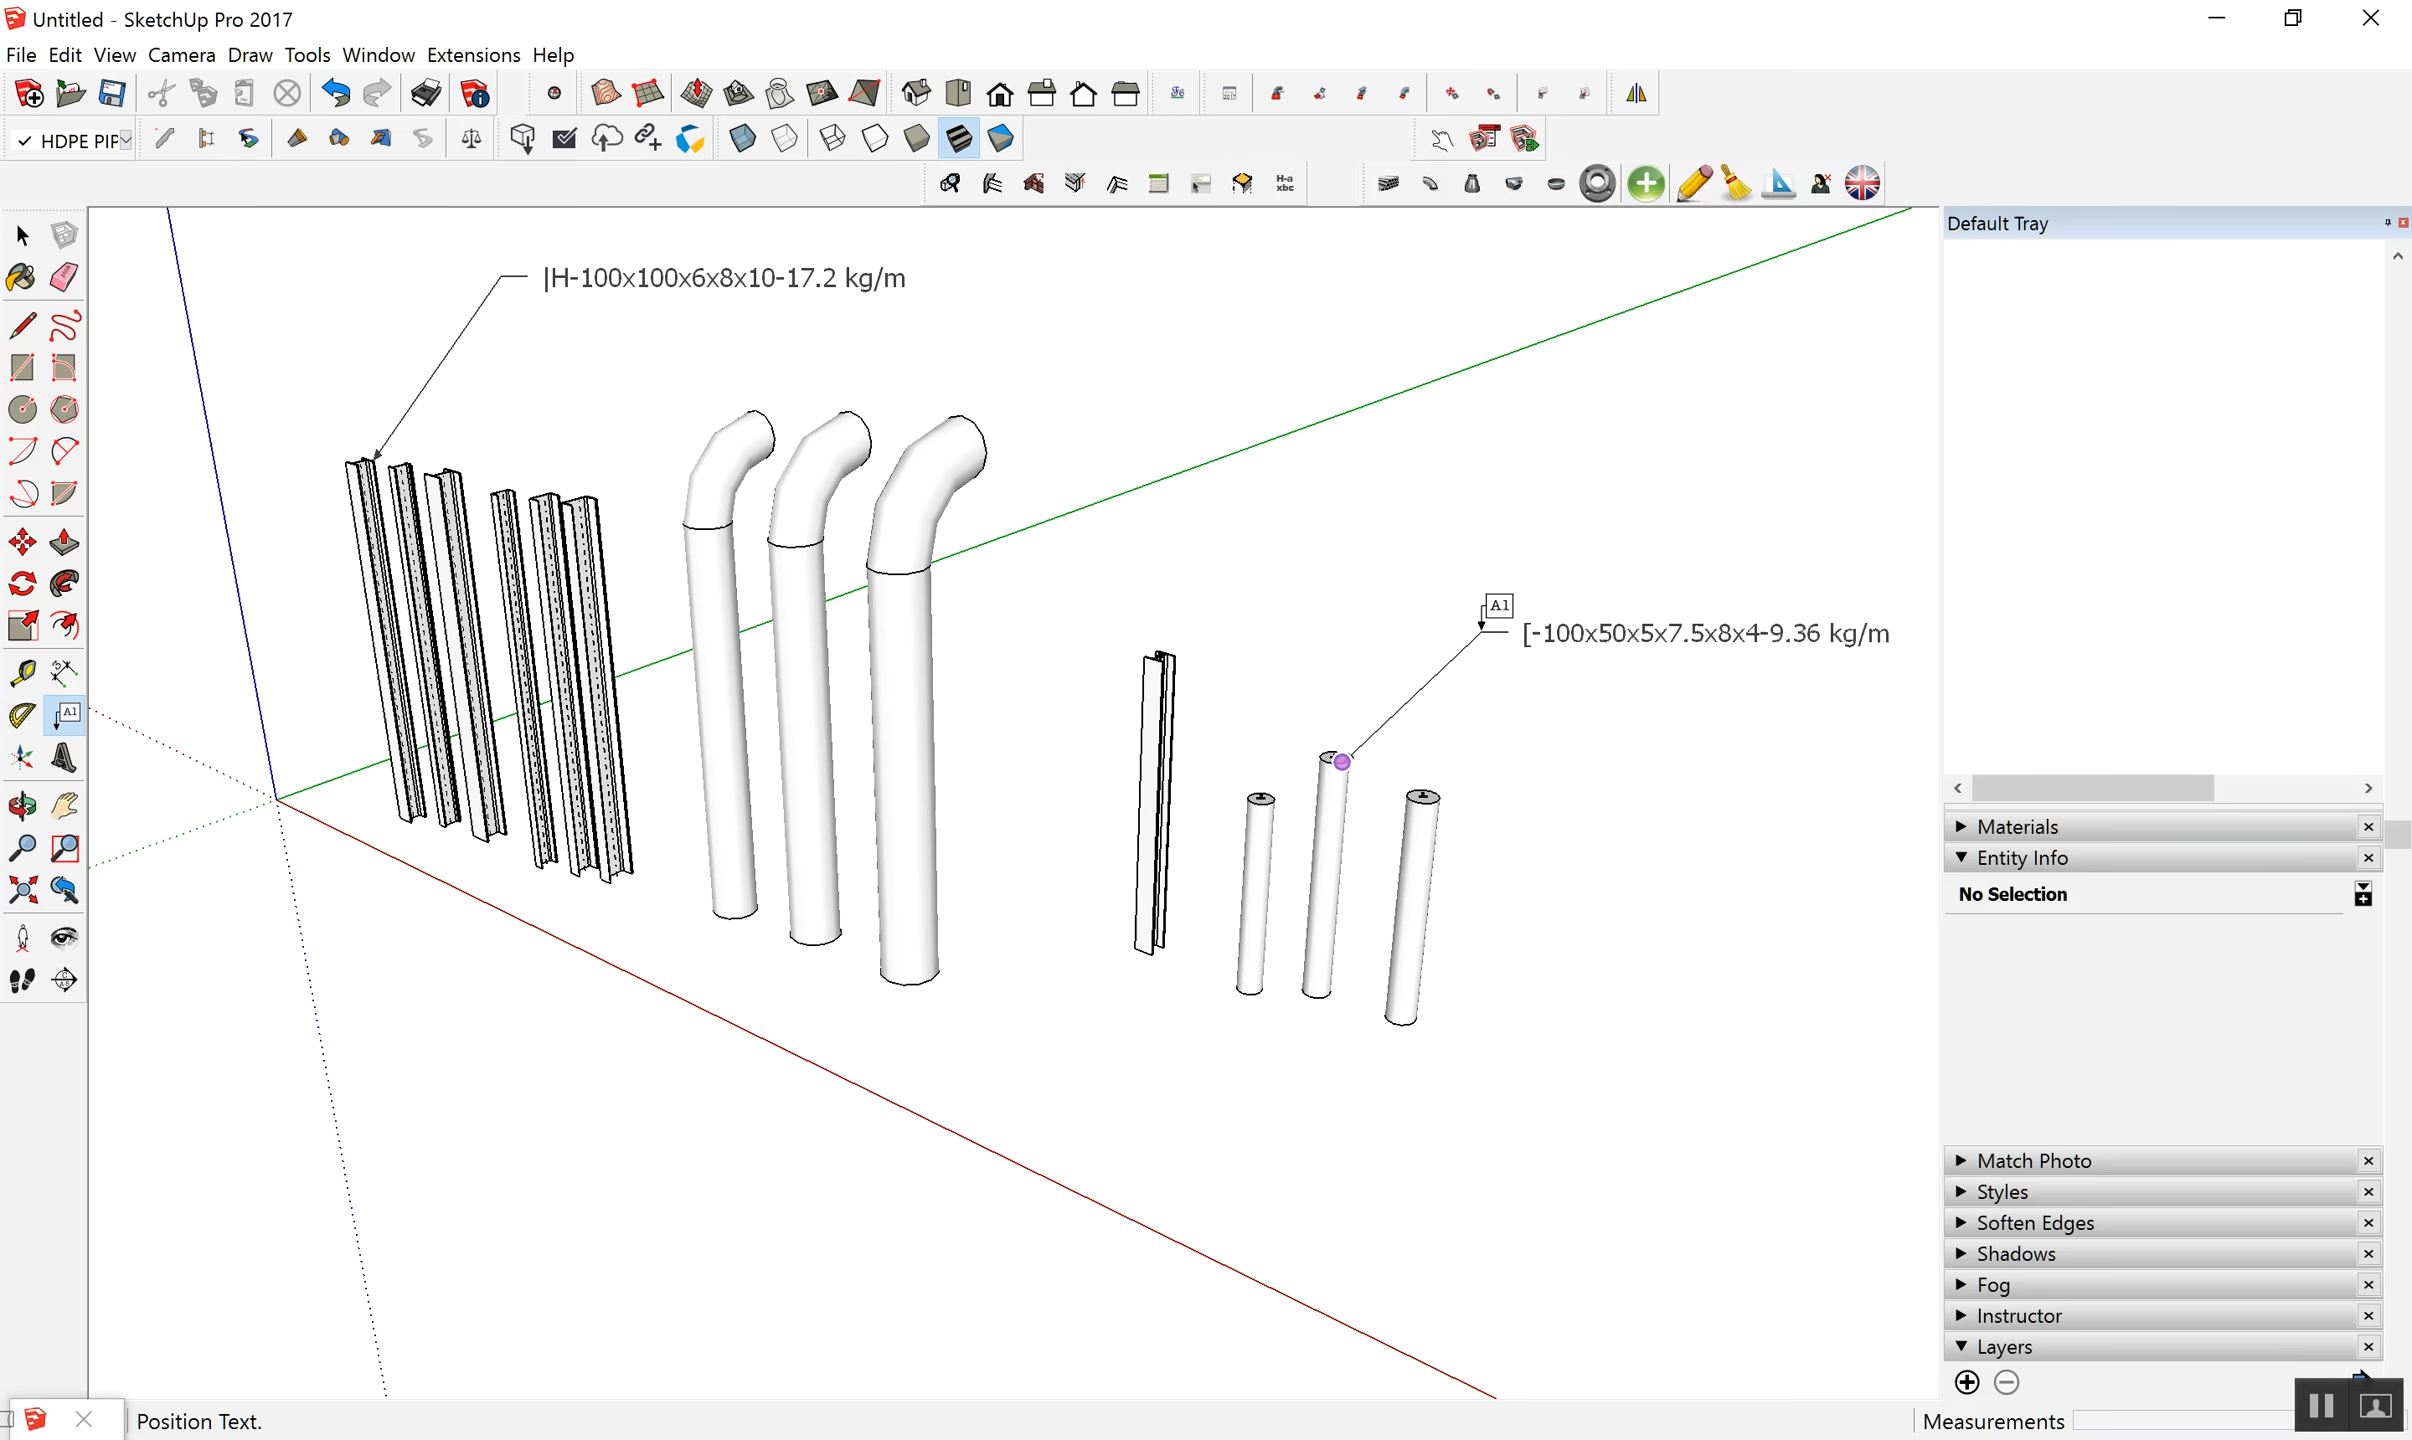 Untitled - SketchUp Pro 2017
File Edit View Camera Draw Tools Window Extensions Help
HDPE PIP
H-a
xbc
Default Tray
|H-100x100x6x8x10-17.2 kg/m
A1
[-100x50x5x7.5x8x4-9.36 kg/m
A1
Materials
Entity Info
No Selection
Match Photo
Styles
Soften Edges
Shadows
Fog
Instructor
Layers
Position Text.
Measurements